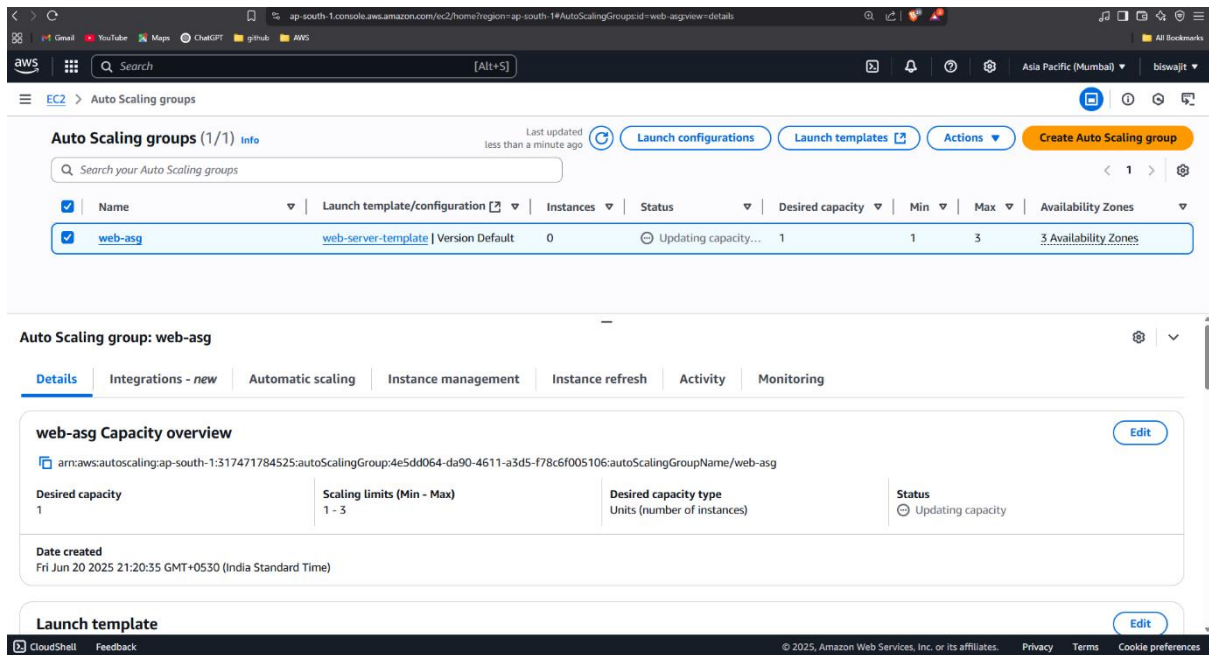 ap-south-1.console.aws.amazon.com/ec2/home?region=ap-south-1#AutoScalingGroups:id=web-asg;view=details
Gmail YouTube Maps ChatGPT github AWS All Bookmarks
aws Search [Alt+S] Asia Pacific (Mumbai) biswajit
EC2 > Auto Scaling groups
Auto Scaling groups (1/1) Info Last updated less than a minute ago Launch configurations Launch templates Actions Create Auto Scaling group
Search your Auto Scaling groups 1
Name Launch template/configuration Instances Status Desired capacity Min Max Availability Zones
web-asg web-server-template | Version Default 0 Updating capacity... 1 1 3 3 Availability Zones
Auto Scaling group: web-asg
Details Integrations - new Automatic scaling Instance management Instance refresh Activity Monitoring
web-asg Capacity overview Edit
arn:aws:autoscaling:ap-south-1:317471784525:autoScalingGroup:4e5dd064-da90-4611-a3d5-f78c6f005106:autoScalingGroupName/web-asg
Desired capacity Scaling limits (Min - Max) Desired capacity type Status
1 1 - 3 Units (number of instances) Updating capacity
Date created
Fri Jun 20 2025 21:20:35 GMT+0530 (India Standard Time)
Launch template Edit
CloudShell Feedback © 2025, Amazon Web Services, Inc. or its affiliates. Privacy Terms Cookie preferences